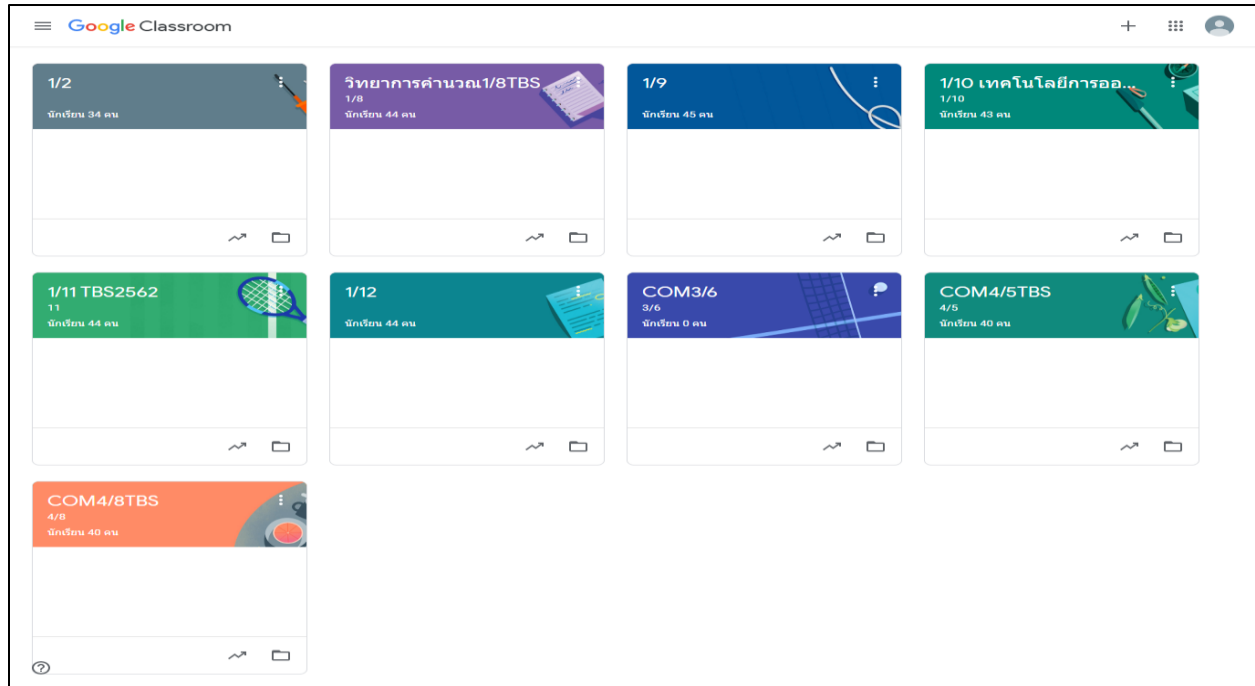 Google Classroom
1/2
นักเรียน 34 คน
วิทยาการคำนวณ1/8TBS
1/8
นักเรียน 44 คน
1/9
นักเรียน 45 คน
1/10 เทคโนโลยีการออ...
1/10
นักเรียน 43 คน
1/11 TBS2562
11
นักเรียน 44 คน
1/12
นักเรียน 44 คน
COM3/6
3/6
นักเรียน 0 คน
COM4/5TBS
4/5
นักเรียน 40 คน
COM4/8TBS
4/8
นักเรียน 40 คน